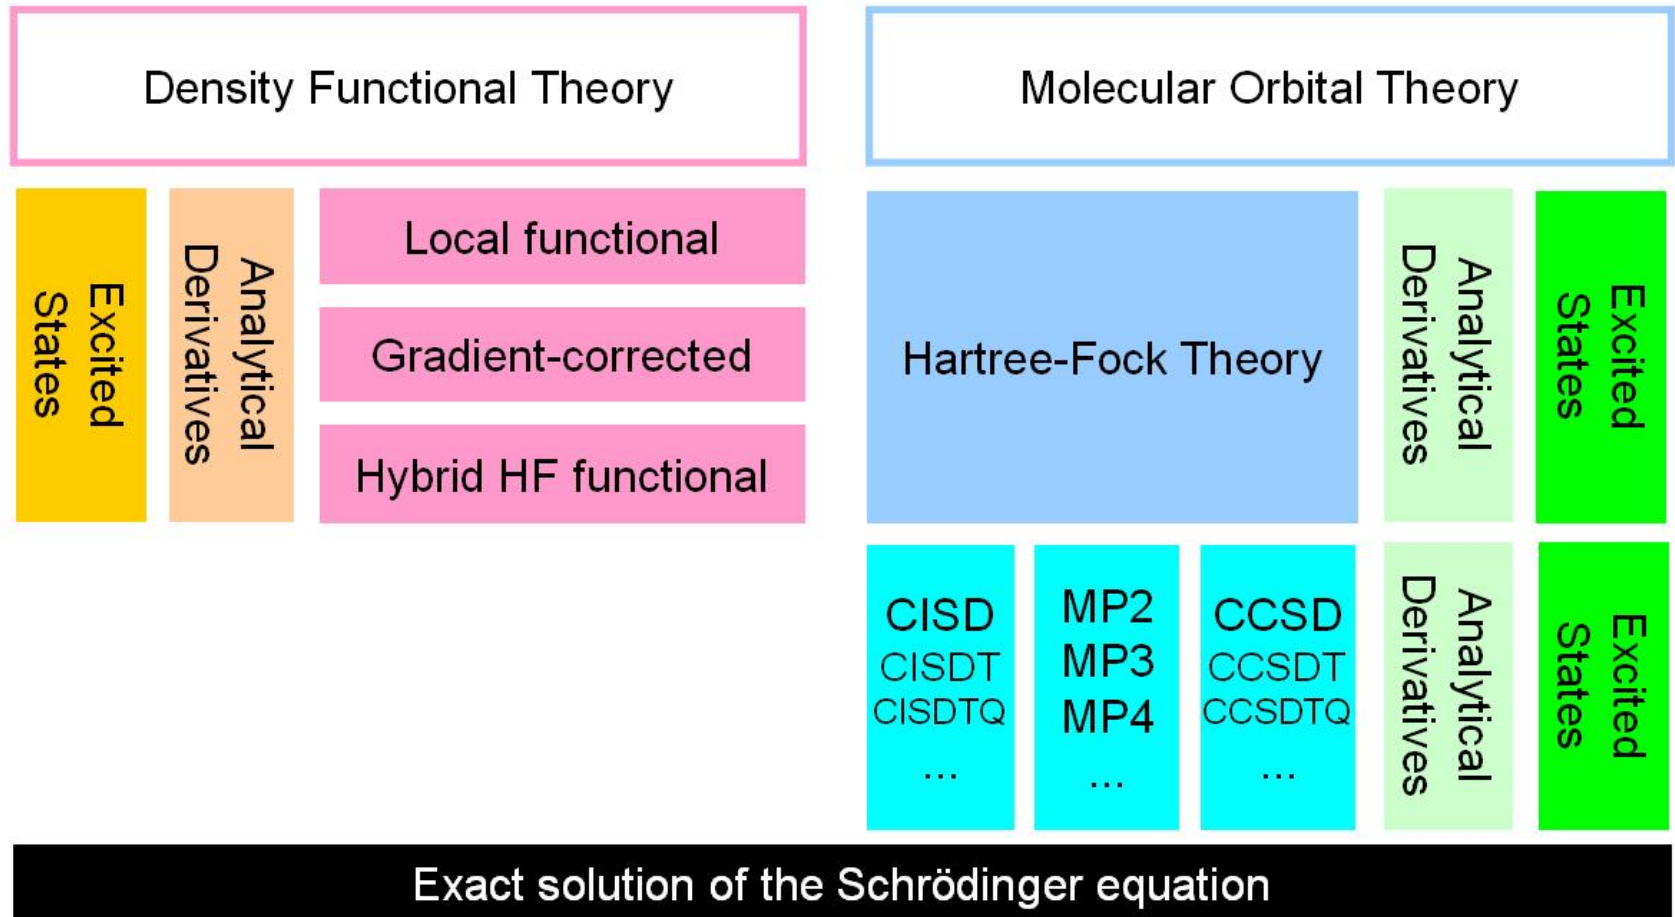 Density Functional Theory
Molecular Orbital Theory
Excited
States
Analytical
Derivatives
Local functional
Gradient-corrected
Hybrid HF functional
Hartree-Fock Theory
Analytical
Derivatives
Excited
States
CISD
CISDT
CISDTQ
...
MP2
MP3
MP4
...
CCSD
CCSDT
CCSDTQ
...
Analytical
Derivatives
Excited
States
Exact solution of the Schrödinger equation